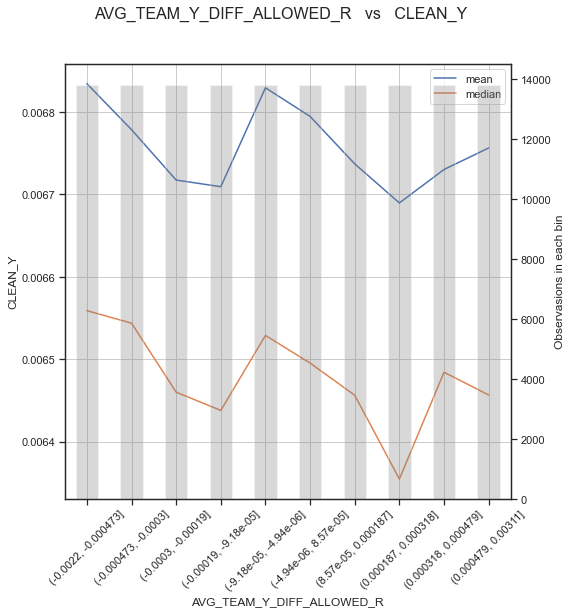 AVG_TEAM_Y_DIFF_ALLOWED_R vs CLEAN_Y
mean
median
0.0068
0.0067
0.0066
0.0065
0.0064
CLEAN_Y
14000
12000
10000
8000
6000
4000
2000
0
Observasions in each bin
(-0.0022, -0.000473]
(-0.000473, -0.0003]
(-0.0003, -0.00019]
(-0.00019, -9.18e-05]
(-9.18e-05, -4.94e-06]
(-4.94e-06, 8.57e-05]
(8.57e-05, 0.000187]
(0.000187, 0.000318]
(0.000318, 0.000479]
(0.000479, 0.00311]
AVG_TEAM_Y_DIFF_ALLOWED_R